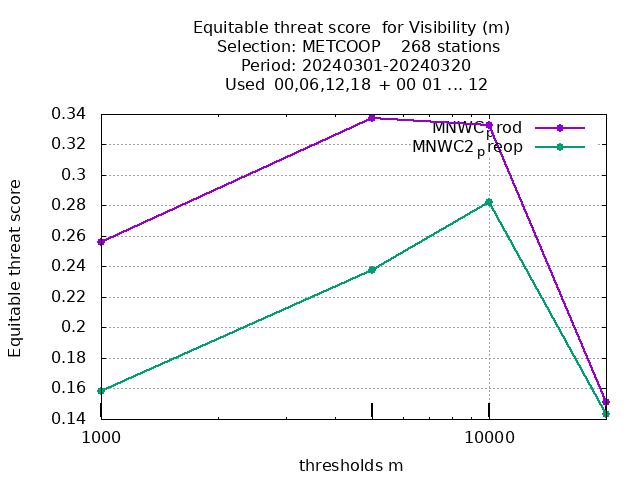 Equitable threat score  for Visibility (m)
Selection: METCOOP    268 stations
Period: 20240301-20240320
Used  00,06,12,18  + 00 01 ... 12
MNWC_prod
MNWC2_preop
Equitable threat score
0.34
0.32
0.3
0.28
0.26
0.24
0.22
0.2
0.18
0.16
0.14
1000
10000
thresholds m